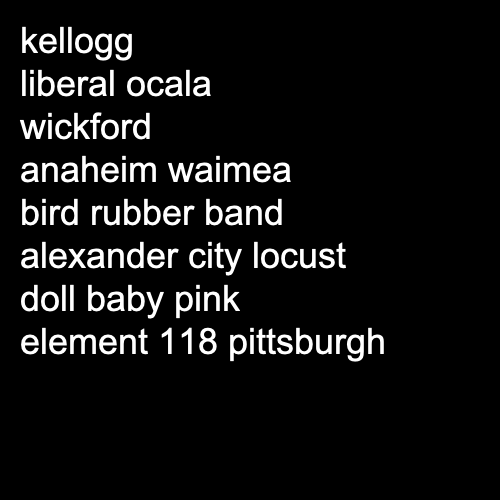 kellogg
liberal ocala
wickford
anaheim waimea
bird rubber band
alexander city locust
doll baby pink
element 118 pittsburgh